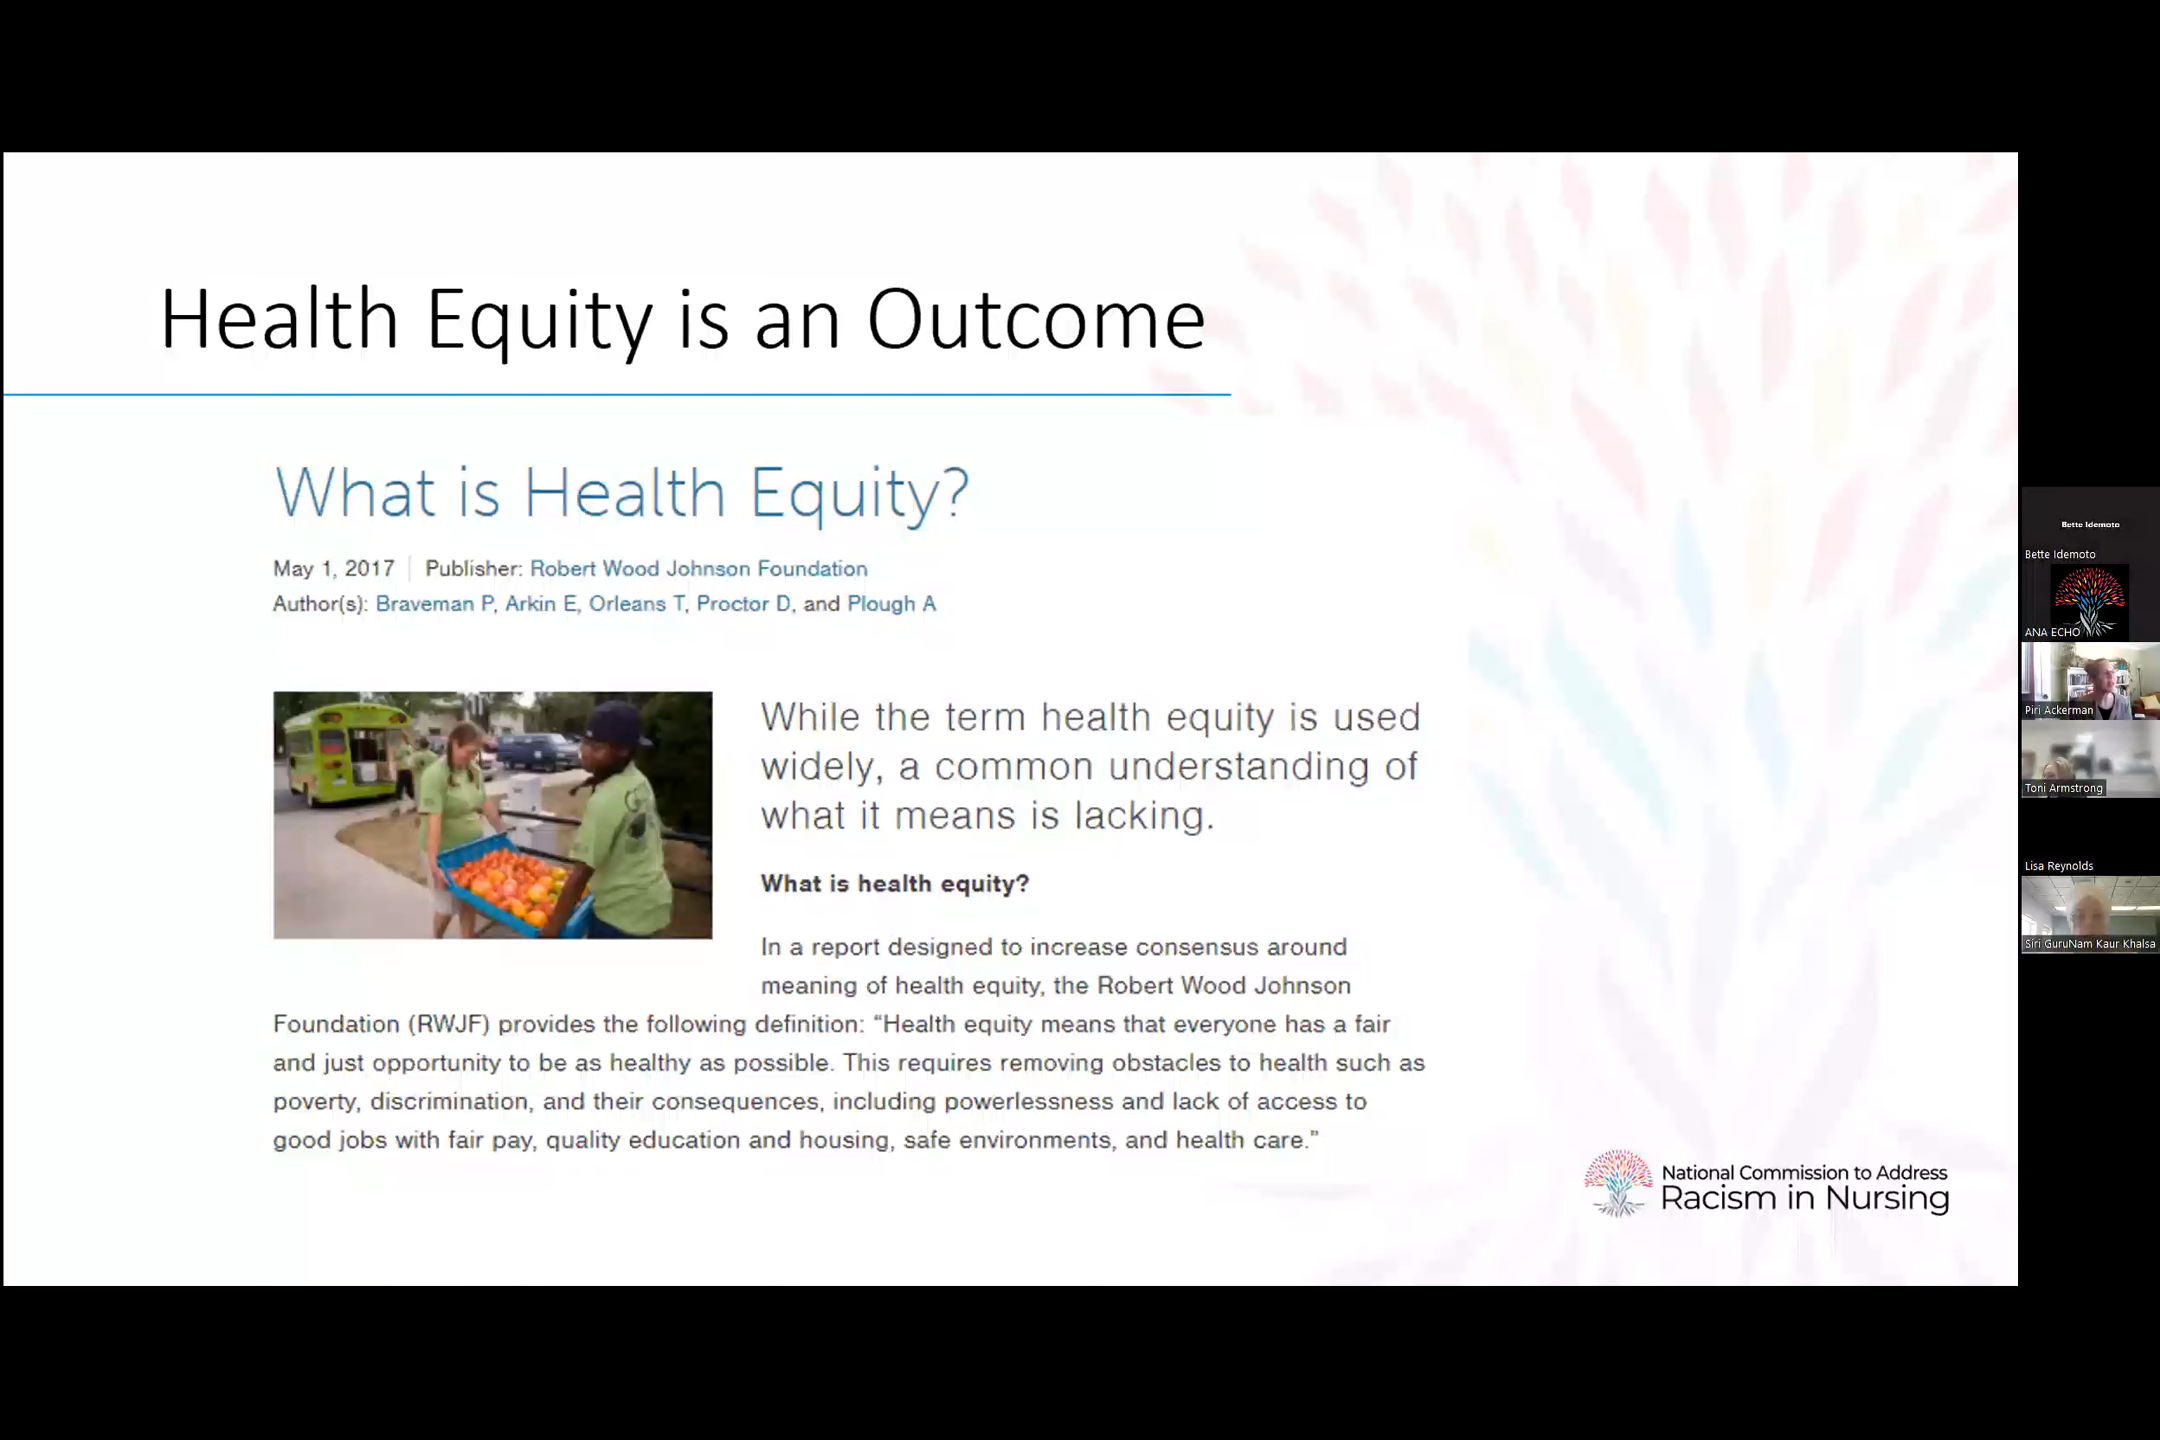 Health Equity is an Outcome
What is Health Equity?
May 1, 2017 | Publisher: Robert Wood Johnson Foundation
Author(s): Braveman P, Arkin E, Orleans T, Proctor D, and Plough A
While the term health equity is used
widely, a common understanding of
what it means is lacking.
What is health equity?
In a report designed to increase consensus around
meaning of health equity, the Robert Wood Johnson
Foundation (RWJF) provides the following definition: “Health equity means that everyone has a fair
and just opportunity to be as healthy as possible. This requires removing obstacles to health such as
poverty, discrimination, and their consequences, including powerlessness and lack of access to
good jobs with fair pay, quality education and housing, safe environments, and health care.”
National Commission to Address
Racism in Nursing
Bette Idemoto
Bette Idemoto
ANA ECHO
Piri Ackerman
Toni Armstrong
Lisa Reynolds
Siri GuruNam Kaur Khalsa